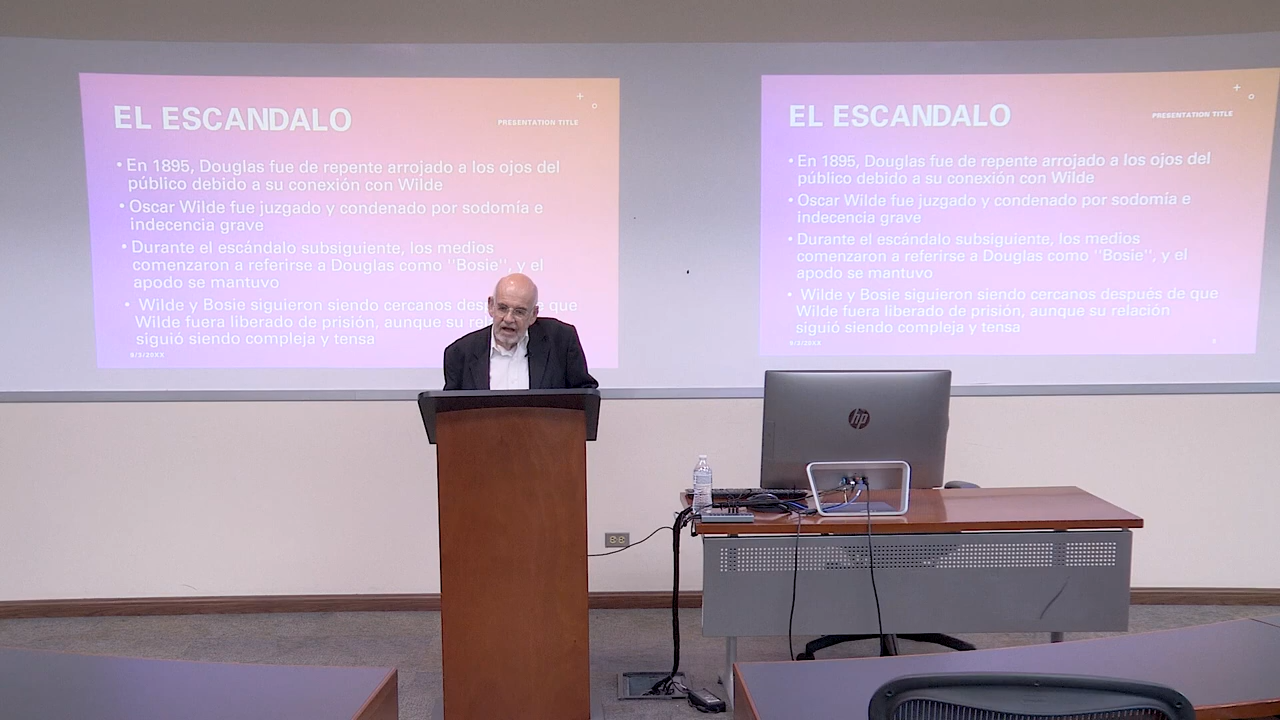 EL ESCANDALO
PRESENTATION TITLE
• En 1895, Douglas fue de repente arrojado a los ojos del
público debido a su conexión con Wilde
• Oscar Wilde fue juzgado y condenado por sodomía e
indecencia grave
• Durante el escándalo subsiguiente, los medios
comenzaron a referirse a Douglas como "Bosie", y el
apodo se mantuvo
• Wilde y Bosie siguieron siendo cercanos de que
Wilde fuera liberado de prisión, aunque su
siguió siendo compleja y tensa
9/3/20XX
EL ESCANDALO
PRESENTATION TITLE
• En 1895, Douglas fue de repente arrojado a los ojos del
público debido a su conexión con Wilde
• Oscar Wilde fue juzgado y condenado por sodomía e
indecencia grave
• Durante el escándalo subsiguiente, los medios
comenzaron a referirse a Douglas como "Bosie", y el
apodo se mantuvo
• Wilde y Bosie siguieron siendo cercanos después de que
Wilde fuera liberado de prisión, aunque su relación
siguió siendo compleja y tensa
9/3/20XX
hp